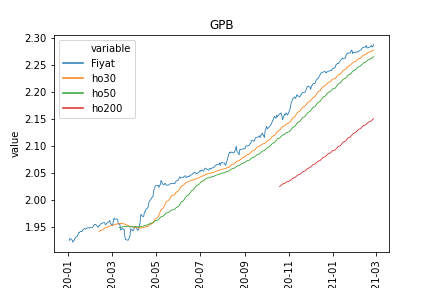 GPB
variable
Fiyat
ho30
ho50
ho200
value
2.30
2.25
2.20
2.15
2.10
2.05
2.00
1.95
20-01
20-03
20-05
20-07
20-09
20-11
21-01
21-03